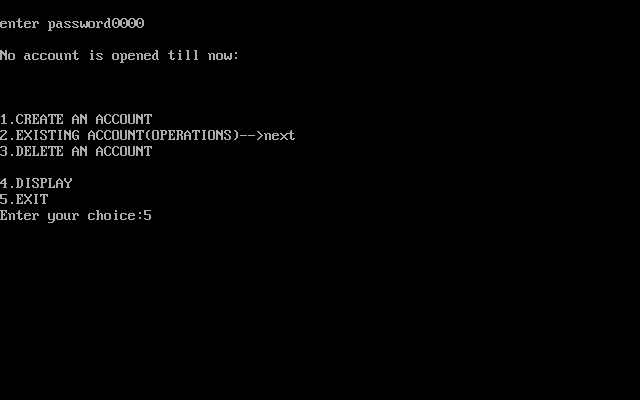 enter password0000
No account is opened till now:
1.CREATE AN ACCOUNT
2.EXISTING ACCOUNT(OPERATIONS)-->next
3.DELETE AN ACCOUNT
4.DISPLAY
5.EXIT
Enter your choice:5